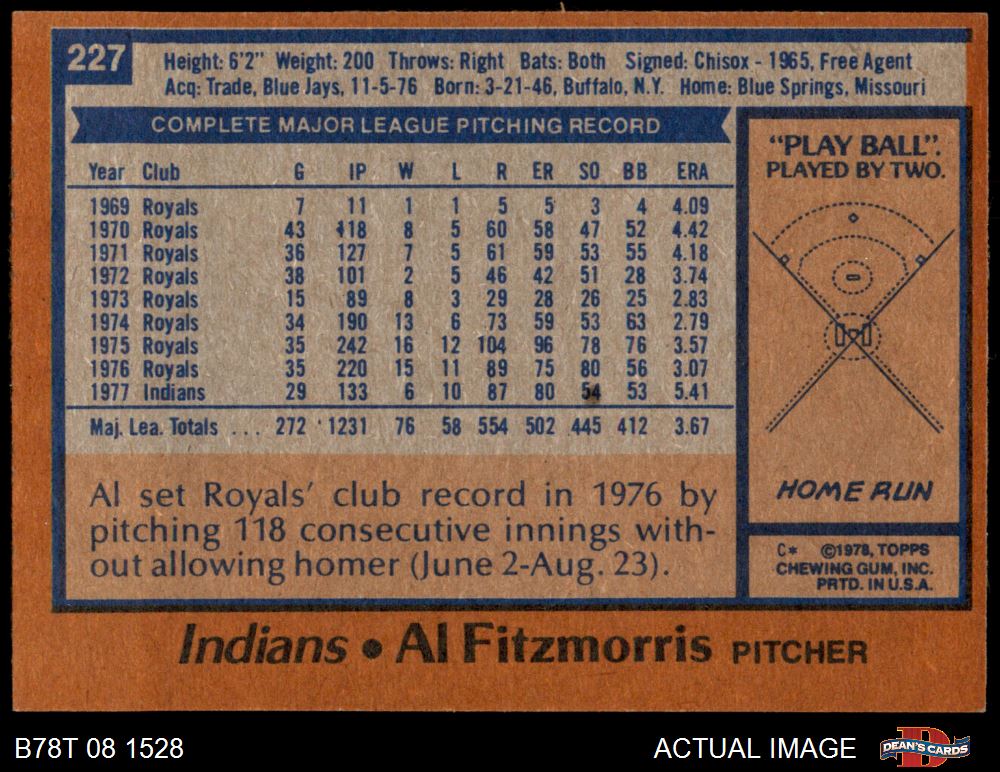 227
Height: 6'2" Weight: 200 Throws: Right Bats: Both Signed: Chisox - 1965, Free Agent
Acq: Trade, Blue Jays, 11-5-76 Born: 3-21-46, Buffalo, N.Y. Home: Blue Springs, Missouri
COMPLETE MAJOR LEAGUE PITCHING RECORD
Year Club G IP W L R ER SO BB ERA
1969 Royals 7 11 1 1 5 5 3 4 4.09
1970 Royals 43 118 8 5 60 58 47 52 4.42
1971 Royals 36 127 7 5 61 59 53 55 4.18
1972 Royals 38 101 2 5 46 42 51 28 3.74
1973 Royals 15 89 8 3 29 28 26 25 2.83
1974 Royals 34 190 13 6 73 59 53 63 2.79
1975 Royals 35 242 16 12 104 96 78 76 3.57
1976 Royals 35 220 15 11 89 75 80 56 3.07
1977 Indians 29 133 6 10 87 80 54 53 5.41
Maj. Lea. Totals ... 272 1231 76 58 554 502 445 412 3.67
Al set Royals' club record in 1976 by
pitching 118 consecutive innings with-
out allowing homer (June 2-Aug. 23).
"PLAY BALL".
PLAYED BY TWO.
HOME RUN
C* ©1978, TOPPS
CHEWING GUM, INC.
PRTD. IN U.S.A.
Indians • Al Fitzmorris PITCHER
B78T 08 1528
ACTUAL IMAGE
D
DEAN'S CARDS